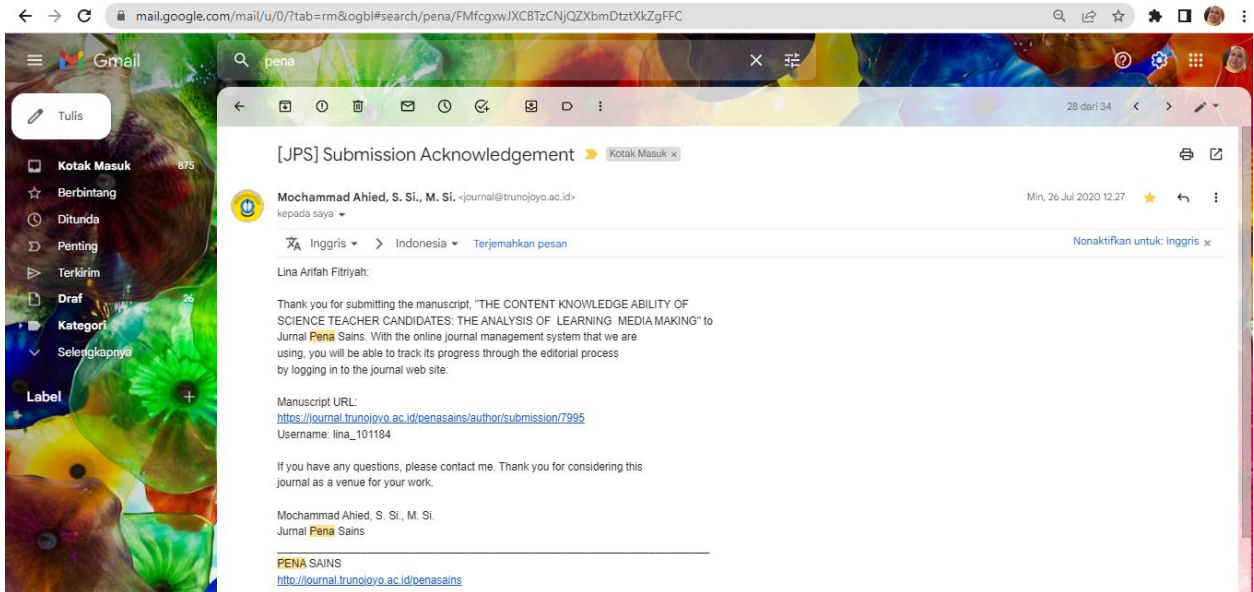 mail.google.com/mail/u/0/?tab=rm&ogbl#search/pena/FMfcgxwJXCBTzCNjQZXbmDtztXkZgFFC
Gmail
pena
Tulis
28 dari 34
Kotak Masuk 875
Berbintang
Ditunda
Penting
Terkirim
Draf 26
Kategori
Selengkapnya
Label
[JPS] Submission Acknowledgement Kotak Masuk x
Mochammad Ahied, S. Si., M. Si. <journal@trunojoyo.ac.id> Min, 26 Jul 2020 12.27
kepada saya
Inggris > Indonesia Terjemahkan pesan Nonaktifkan untuk: Inggris x
Lina Arifah Fitriyah:
Thank you for submitting the manuscript, "THE CONTENT KNOWLEDGE ABILITY OF
SCIENCE TEACHER CANDIDATES: THE ANALYSIS OF LEARNING MEDIA MAKING" to
Jurnal Pena Sains. With the online journal management system that we are
using, you will be able to track its progress through the editorial process
by logging in to the journal web site:
Manuscript URL:
https://journal.trunojoyo.ac.id/penasains/author/submission/7995
Username: lina_101184
If you have any questions, please contact me. Thank you for considering this
journal as a venue for your work.
Mochammad Ahied, S. Si., M. Si.
Jurnal Pena Sains
PENA SAINS
http://journal.trunojoyo.ac.id/penasains